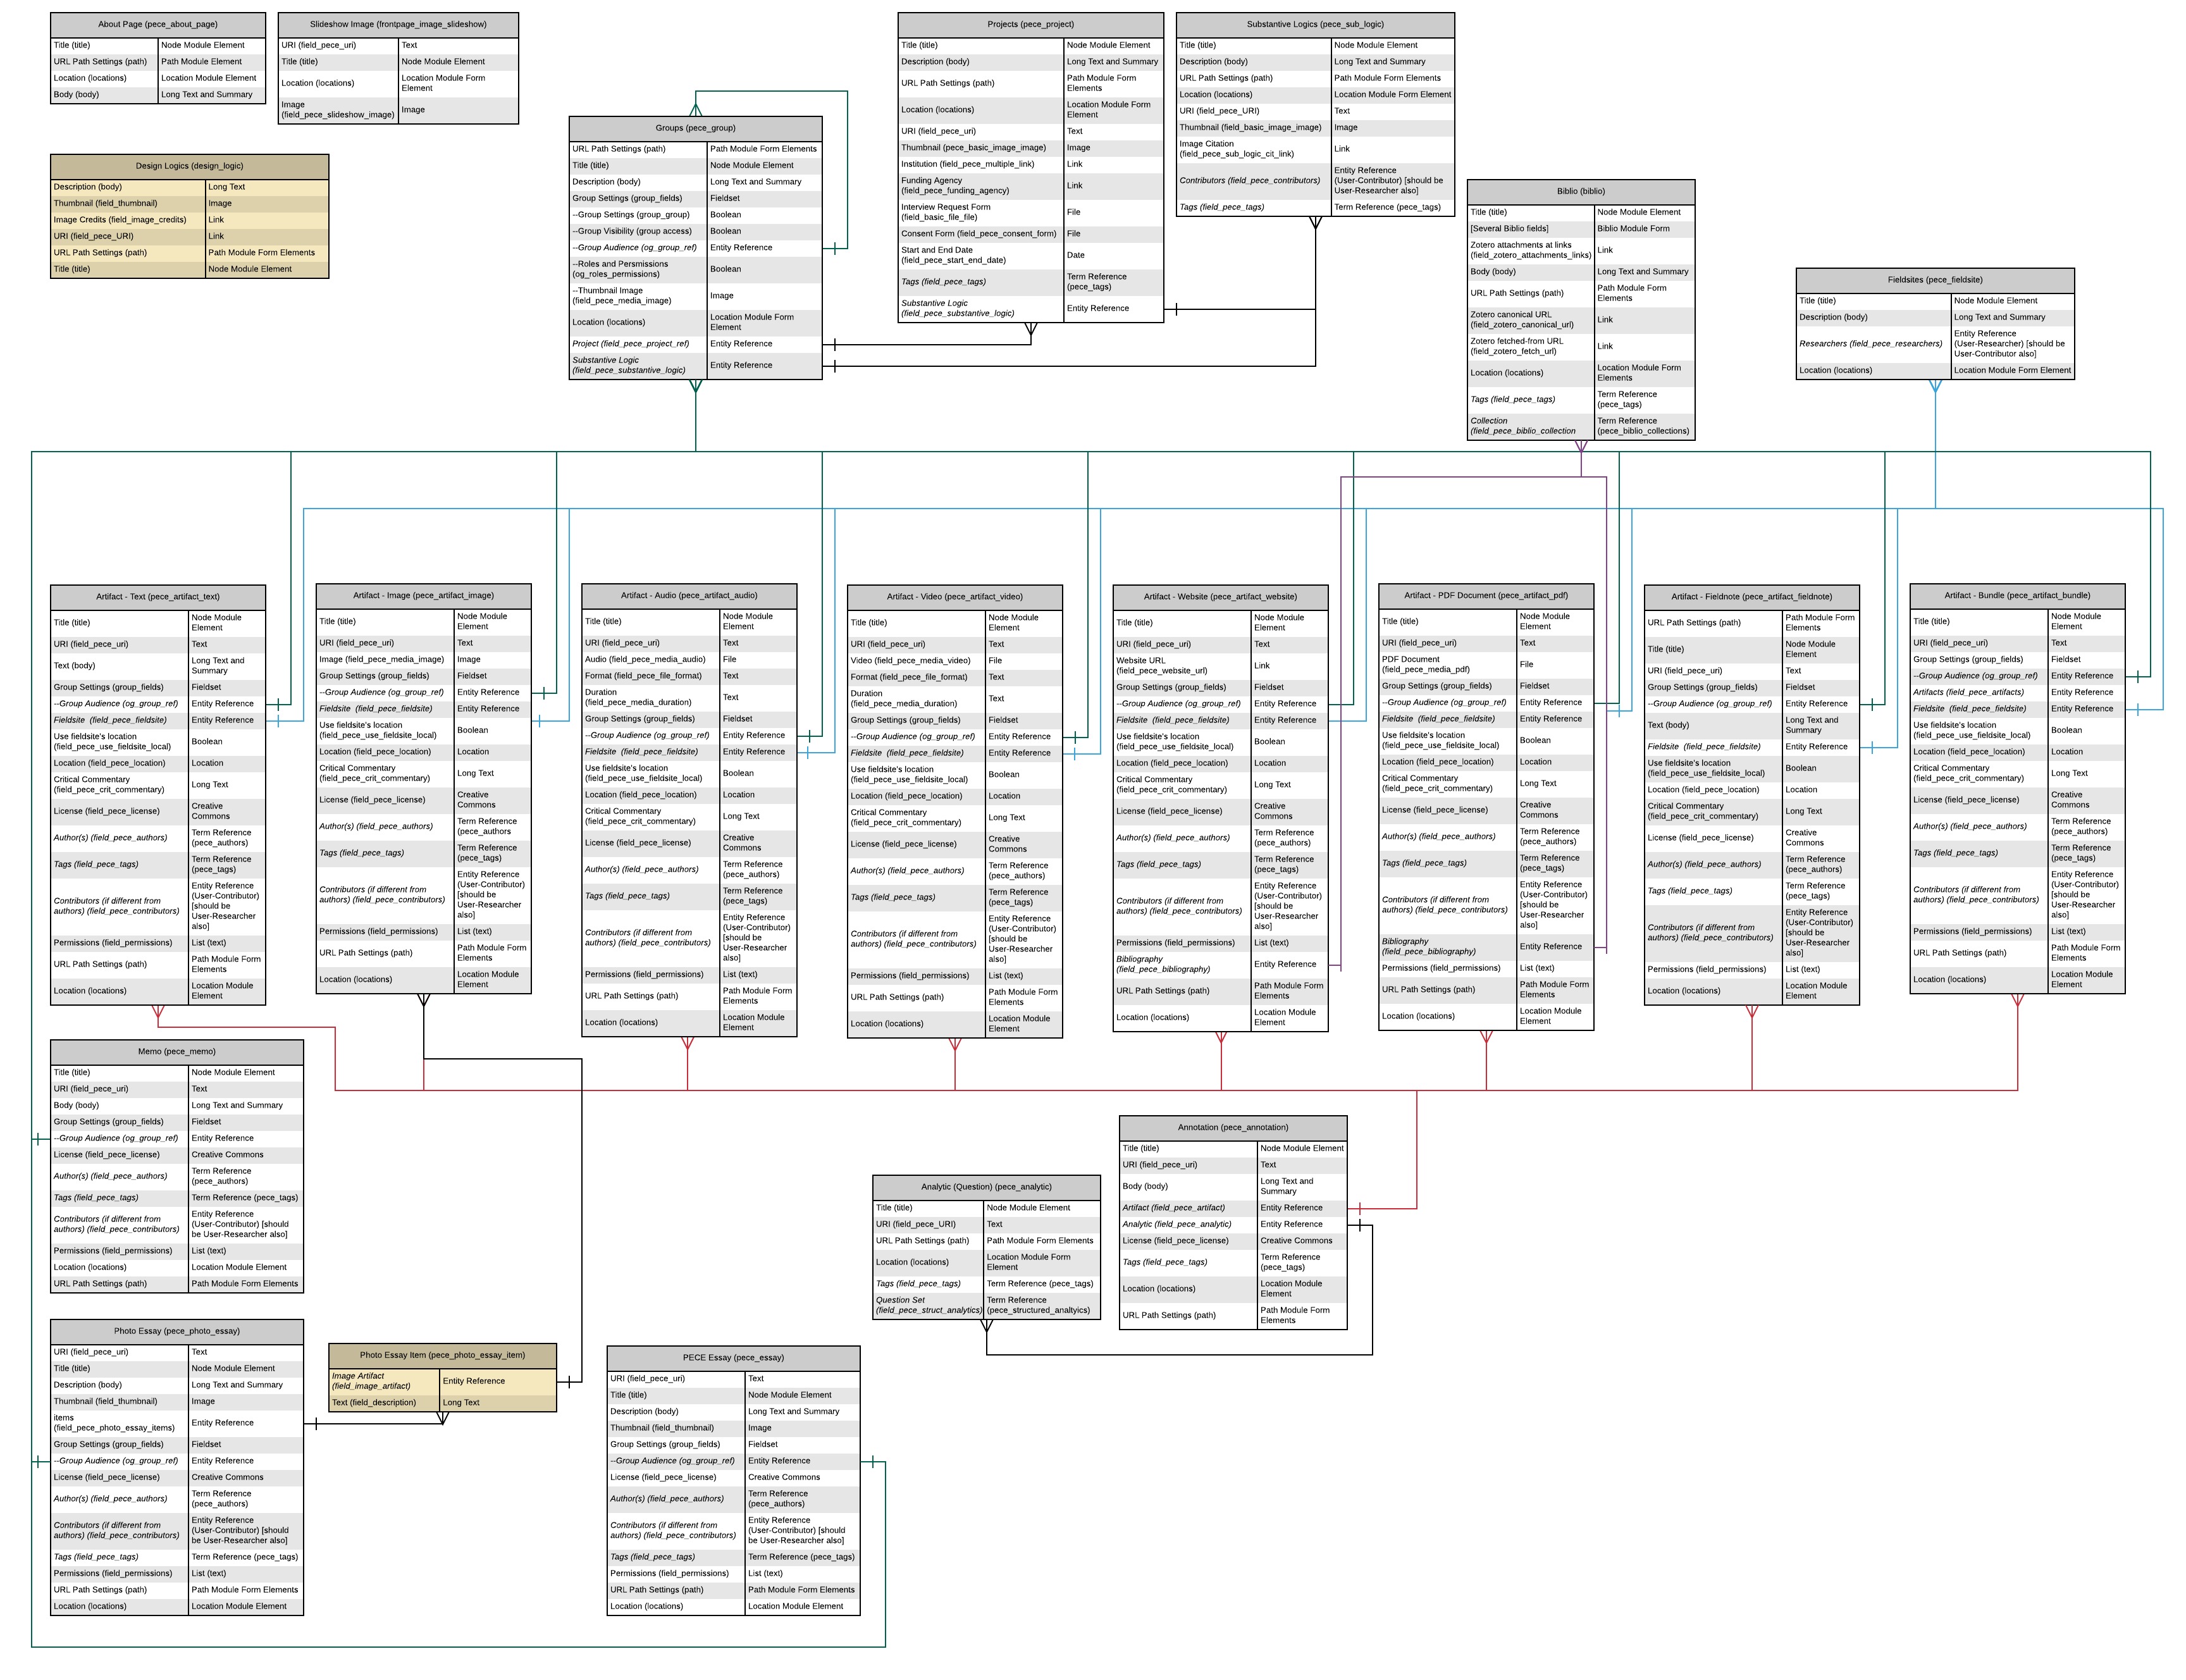 About Page (pece_about_page)
Title (title) Node Module Element
URL Path Settings (path) Path Module Element
Location (locations) Location Module Element
Body (body) Long Text and Summary
Slideshow Image (frontpage_image_slideshow)
URI (field_pece_uri) Text
Title (title) Node Module Element
Location (locations) Location Module Form
Element
Image
(field_pece_slideshow_image) Image
Design Logics (design_logic)
Description (body) Long Text
Thumbnail (field_thumbnail) Image
Image Credits (field_image_credits) Link
URI (field_pece_URI) Link
URL Path Settings (path) Path Module Form Elements
Title (title) Node Module Element
Groups (pece_group)
URL Path Settings (path) Path Module Form Elements
Title (title) Node Module Element
Description (body) Long Text and Summary
Group Settings (group_fields) Fieldset
--Group Settings (group_group) Boolean
--Group Visibility (group access) Boolean
--Group Audience (og_group_ref) Entity Reference
--Roles and Persmissions
(og_roles_permissions) Boolean
--Thumbnail Image
(field_pece_media_image) Image
Location (locations) Location Module Form
Element
Project (field_pece_project_ref) Entity Reference
Substantive Logic
(field_pece_substantive_logic) Entity Reference
Projects (pece_project)
Title (title) Node Module Element
Description (body) Long Text and Summary
URL Path Settings (path) Path Module Form
Elements
Location (locations) Location Module Form
Element
URI (field_pece_uri) Text
Thumbnail (pece_basic_image_image) Image
Institution (field_pece_multiple_link) Link
Funding Agency
(field_pece_funding_agency) Link
Interview Request Form
(field_basic_file_file) File
Consent Form (field_pece_consent_form) File
Start and End Date
(field_pece_start_end_date) Date
Tags (field_pece_tags) Term Reference
(pece_tags)
Substantive Logic
(field_pece_substantive_logic) Entity Reference
Substantive Logics (pece_sub_logic)
Title (title) Node Module Element
Description (body) Long Text and Summary
URL Path Settings (path) Path Module Form Elements
Location (locations) Location Module Form Element
URI (field_pece_URI) Text
Thumbnail (field_basic_image_image) Image
Image Citation
(field_pece_sub_logic_cit_link) Link
Contributors (field_pece_contributors) Entity Reference
(User-Contributor) [should be
User-Researcher also]
Tags (field_pece_tags) Term Reference (pece_tags)
Biblio (biblio)
Title (title) Node Module Element
[Several Biblio fields] Biblio Module Form
Zotero attachments at links
(field_zotero_attachments_links) Link
Body (body) Long Text and Summary
URL Path Settings (path) Path Module Form
Elements
Zotero canonical URL
(field_zotero_canonical_url) Link
Zotero fetched-from URL
(field_zotero_fetch_url) Link
Location (locations) Location Module Form
Elements
Tags (field_pece_tags) Term Reference
(pece_tags)
Collection
(field_pece_biblio_collection Term Reference
(pece_biblio_collections)
Fieldsites (pece_fieldsite)
Title (title) Node Module Element
Description (body) Long Text and Summary
Researchers (field_pece_researchers) Entity Reference
(User-Researcher) [should be
User-Contributor also]
Location (locations) Location Module Form Element
Artifact - Text (pece_artifact_text)
Title (title) Node Module
Element
URI (field_pece_uri) Text
Text (body) Long Text and
Summary
Group Settings (group_fields) Fieldset
--Group Audience (og_group_ref) Entity Reference
Fieldsite (field_pece_fieldsite) Entity Reference
Use fieldsite's location
(field_pece_use_fieldsite_local) Boolean
Location (field_pece_location) Location
Critical Commentary
(field_pece_crit_commentary) Long Text
License (field_pece_license) Creative
Commons
Author(s) (field_pece_authors) Term Reference
(pece_authors
Tags (field_pece_tags) Term Reference
(pece_tags)
Contributors (if different from
authors) (field_pece_contributors) Entity Reference
(User-Contributor)
[should be
User-Researcher
also]
Permissions (field_permissions) List (text)
URL Path Settings (path) Path Module Form
Elements
Location (locations) Location Module
Element
Artifact - Image (pece_artifact_image)
Title (title) Node Module
Element
URI (field_pece_uri) Text
Image (field_pece_media_image) Image
Group Settings (group_fields) Fieldset
--Group Audience (og_group_ref) Entity Reference
Fieldsite (field_pece_fieldsite) Entity Reference
Use fieldsite's location
(field_pece_use_fieldsite_local) Boolean
Location (field_pece_location) Location
Critical Commentary
(field_pece_crit_commentary) Long Text
License (field_pece_license) Creative
Commons
Author(s) (field_pece_authors) Term Reference
(pece_authors
Tags (field_pece_tags) Term Reference
(pece_tags)
Contributors (if different from
authors) (field_pece_contributors) Entity Reference
(User-Contributor)
[should be
User-Researcher
also]
Permissions (field_permissions) List (text)
URL Path Settings (path) Path Module Form
Elements
Location (locations) Location Module
Element
Artifact - Audio (pece_artifact_audio)
Title (title) Node Module
Element
URI (field_pece_uri) Text
Audio (field_pece_media_audio) File
Format (field_pece_file_format) Text
Duration
(field_pece_media_duration) Text
Group Settings (group_fields) Fieldset
--Group Audience (og_group_ref) Entity Reference
Fieldsite (field_pece_fieldsite) Entity Reference
Use fieldsite's location
(field_pece_use_fieldsite_local) Boolean
Location (field_pece_location) Location
Critical Commentary
(field_pece_crit_commentary) Long Text
License (field_pece_license) Creative
Commons
Author(s) (field_pece_authors) Term Reference
(pece_authors)
Tags (field_pece_tags) Term Reference
(pece_tags)
Contributors (if different from
authors) (field_pece_contributors) Entity Reference
(User-Contributor)
[should be
User-Researcher
also]
Permissions (field_permissions) List (text)
URL Path Settings (path) Path Module Form
Elements
Location (locations) Location Module
Element
Artifact - Video (pece_artifact_video)
Title (title) Node Module
Element
URI (field_pece_uri) Text
Video (field_pece_media_video) File
Format (field_pece_file_format) Text
Duration
(field_pece_media_duration) Text
Group Settings (group_fields) Fieldset
--Group Audience (og_group_ref) Entity Reference
Fieldsite (field_pece_fieldsite) Entity Reference
Use fieldsite's location
(field_pece_use_fieldsite_local) Boolean
Location (field_pece_location) Location
Critical Commentary
(field_pece_crit_commentary) Long Text
License (field_pece_license) Creative
Commons
Author(s) (field_pece_authors) Term Reference
(pece_authors)
Tags (field_pece_tags) Term Reference
(pece_tags)
Contributors (if different from
authors) (field_pece_contributors) Entity Reference
(User-Contributor)
[should be
User-Researcher
also]
Permissions (field_permissions) List (text)
URL Path Settings (path) Path Module Form
Elements
Location (locations) Location Module
Element
Artifact - Website (pece_artifact_website)
Title (title) Node Module
Element
URI (field_pece_uri) Text
Website URL
(field_pece_website_url) Link
Group Settings (group_fields) Fieldset
--Group Audience (og_group_ref) Entity Reference
Fieldsite (field_pece_fieldsite) Entity Reference
Use fieldsite's location
(field_pece_use_fieldsite_local) Boolean
Location (field_pece_location) Location
Critical Commentary
(field_pece_crit_commentary) Long Text
License (field_pece_license) Creative
Commons
Author(s) (field_pece_authors) Term Reference
(pece_authors)
Tags (field_pece_tags) Term Reference
(pece_tags)
Contributors (if different from
authors) (field_pece_contributors) Entity Reference
(User-Contributor)
[should be
User-Researcher
also]
Permissions (field_permissions) List (text)
Bibliography
(field_pece_bibliography) Entity Reference
URL Path Settings (path) Path Module Form
Elements
Location (locations) Location Module
Element
Artifact - PDF Document (pece_artifact_pdf)
Title (title) Node Module
Element
URI (field_pece_uri) Text
PDF Document
(field_pece_media_pdf) File
Group Settings (group_fields) Fieldset
--Group Audience (og_group_ref) Entity Reference
Fieldsite (field_pece_fieldsite) Entity Reference
Use fieldsite's location
(field_pece_use_fieldsite_local) Boolean
Location (field_pece_location) Location
Critical Commentary
(field_pece_crit_commentary) Long Text
License (field_pece_license) Creative
Commons
Author(s) (field_pece_authors) Term Reference
(pece_authors)
Tags (field_pece_tags) Term Reference
(pece_tags)
Contributors (if different from
authors) (field_pece_contributors) Entity Reference
(User-Contributor)
[should be
User-Researcher
also]
Bibliography
(field_pece_bibliography) Entity Reference
Permissions (field_permissions) List (text)
URL Path Settings (path) Path Module Form
Elements
Location (locations) Location Module
Element
Artifact - Fieldnote (pece_artifact_fieldnote)
URL Path Settings (path) Path Module Form
Elements
Title (title) Node Module
Element
URI (field_pece_uri) Text
Group Settings (group_fields) Fieldset
--Group Audience (og_group_ref) Entity Reference
Text (body) Long Text and
Summary
Fieldsite (field_pece_fieldsite) Entity Reference
Use fieldsite's location
(field_pece_use_fieldsite_local) Boolean
Location (field_pece_location) Location
Critical Commentary
(field_pece_crit_commentary) Long Text
License (field_pece_license) Creative
Commons
Author(s) (field_pece_authors) Term Reference
(pece_authors)
Tags (field_pece_tags) Term Reference
(pece_tags)
Contributors (if different from
authors) (field_pece_contributors) Entity Reference
(User-Contributor)
[should be
User-Researcher
also]
Permissions (field_permissions) List (text)
Location (locations) Location Module
Element
Artifact - Bundle (pece_artifact_bundle)
Title (title) Node Module
Element
URI (field_pece_uri) Text
Group Settings (group_fields) Fieldset
--Group Audience (og_group_ref) Entity Reference
Artifacts (field_pece_artifacts) Entity Reference
Fieldsite (field_pece_fieldsite) Entity Reference
Use fieldsite's location
(field_pece_use_fieldsite_local) Boolean
Location (field_pece_location) Location
Critical Commentary
(field_pece_crit_commentary) Long Text
License (field_pece_license) Creative
Commons
Author(s) (field_pece_authors) Term Reference
(pece_authors)
Tags (field_pece_tags) Term Reference
(pece_tags)
Contributors (if different from
authors) (field_pece_contributors) Entity Reference
(User-Contributor)
[should be
User-Researcher
also]
Permissions (field_permissions) List (text)
URL Path Settings (path) Path Module Form
Elements
Location (locations) Location Module
Element
Memo (pece_memo)
Title (title) Node Module Element
URI (field_pece_uri) Text
Body (body) Long Text and Summary
Group Settings (group_fields) Fieldset
--Group Audience (og_group_ref) Entity Reference
License (field_pece_license) Creative Commons
Author(s) (field_pece_authors) Term Reference
(pece_authors)
Tags (field_pece_tags) Term Reference (pece_tags)
Contributors (if different from
authors) (field_pece_contributors) Entity Reference
(User-Contributor) [should
be User-Researcher also]
Permissions (field_permissions) List (text)
Location (locations) Location Module Element
URL Path Settings (path) Path Module Form Elements
Annotation (pece_annotation)
Title (title) Node Module Element
URI (field_pece_uri) Text
Body (body) Long Text and
Summary
Artifact (field_pece_artifact) Entity Reference
Analytic (field_pece_analytic) Entity Reference
License (field_pece_license) Creative Commons
Tags (field_pece_tags) Term Reference
(pece_tags)
Location (locations) Location Module
Element
URL Path Settings (path) Path Module Form
Elements
Analytic (Question) (pece_analytic)
Title (title) Node Module Element
URI (field_pece_URI) Text
URL Path Settings (path) Path Module Form Elements
Location (locations) Location Module Form
Element
Tags (field_pece_tags) Term Reference (pece_tags)
Question Set
(field_pece_struct_analytics) Term Reference
(pece_structured_analtyics)
Photo Essay (pece_photo_essay)
URI (field_pece_uri) Text
Title (title) Node Module Element
Description (body) Long Text and Summary
Thumbnail (field_thumbnail) Image
items
(field_pece_photo_essay_items) Entity Reference
Group Settings (group_fields) Fieldset
--Group Audience (og_group_ref) Entity Reference
License (field_pece_license) Creative Commons
Author(s) (field_pece_authors) Term Reference
(pece_authors)
Contributors (if different from
authors) (field_pece_contributors) Entity Reference
(User-Contributor) [should
be User-Researcher also]
Tags (field_pece_tags) Term Reference (pece_tags)
Permissions (field_permissions) List (text)
URL Path Settings (path) Path Module Form Elements
Location (locations) Location Module Element
Photo Essay Item (pece_photo_essay_item)
Image Artifact
(field_image_artifact) Entity Reference
Text (field_description) Long Text
PECE Essay (pece_essay)
URI (field_pece_uri) Text
Title (title) Node Module Element
Description (body) Long Text and Summary
Thumbnail (field_thumbnail) Image
Group Settings (group_fields) Fieldset
--Group Audience (og_group_ref) Entity Reference
License (field_pece_license) Creative Commons
Author(s) (field_pece_authors) Term Reference
(pece_authors)
Contributors (if different from
authors) (field_pece_contributors) Entity Reference
(User-Contributor) [should
be User-Researcher also]
Tags (field_pece_tags) Term Reference (pece_tags)
Permissions (field_permissions) List (text)
URL Path Settings (path) Path Module Form Elements
Location (locations) Location Module Element